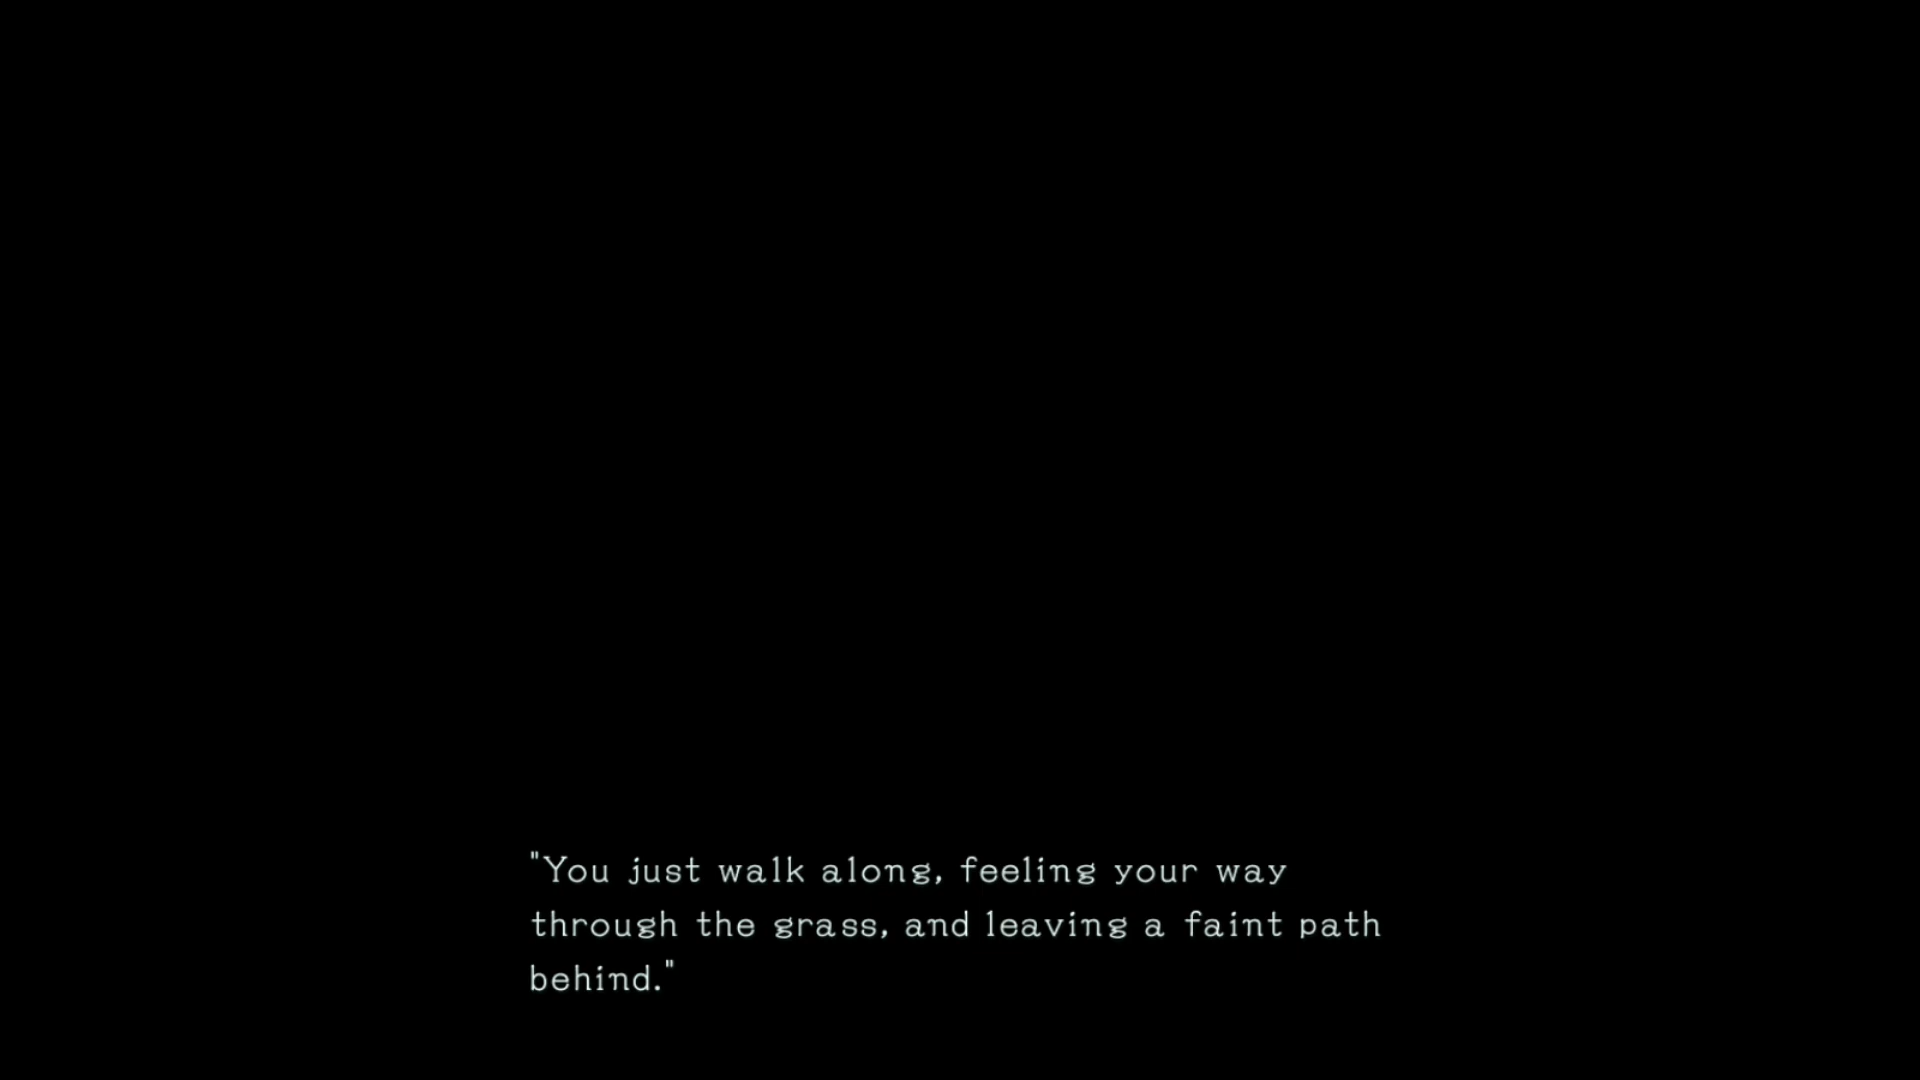 "You just walk along, feeling your way
through the grass, and leaving a faint path
behind."